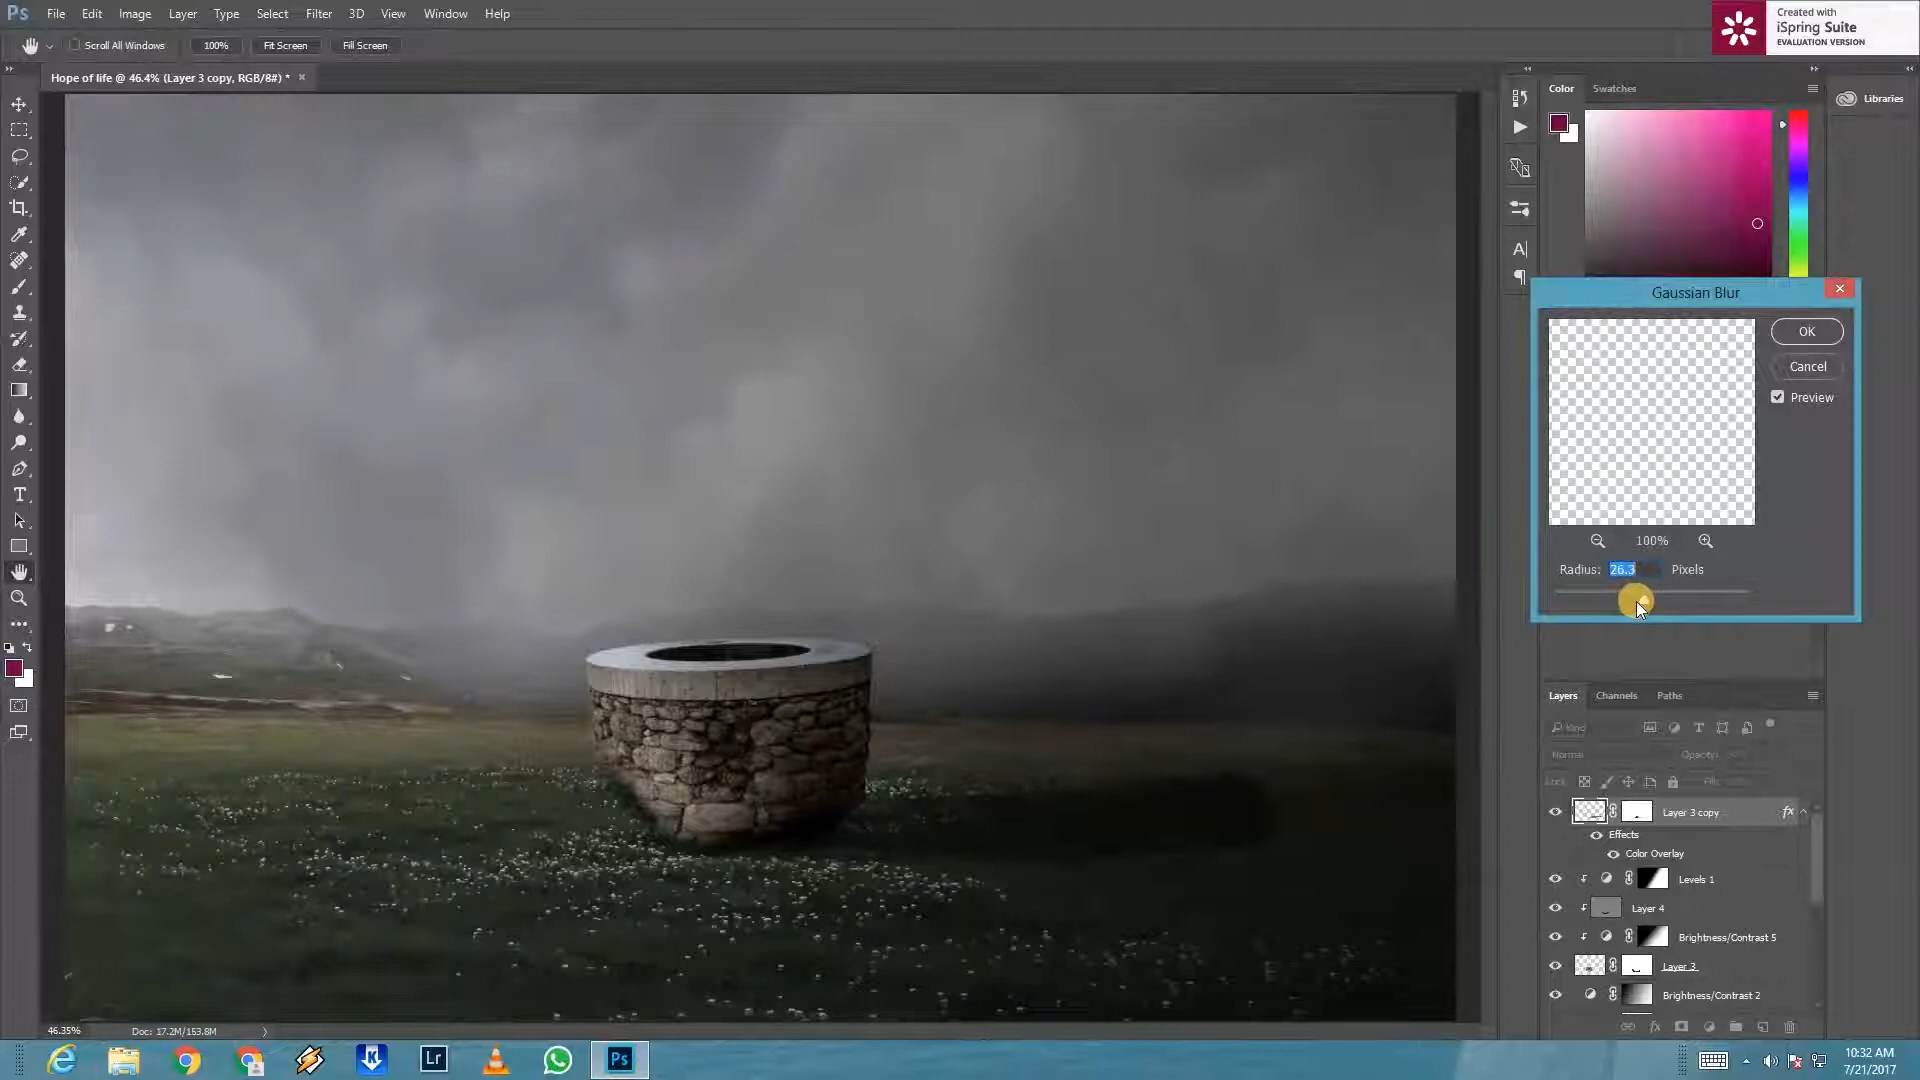 Ps File Edit Image Layer Type Select Filter 3D View Window Help
Created with
iSpring Suite
EVALUATION VERSION
Scroll All Windows 100% Fit Screen Fill Screen
Hope of life @ 46.4% (Layer 3 copy, RGB/8#) * ×
Color Swatches
Libraries
Gaussian Blur
OK
Cancel
Preview
100%
Radius: 26.3 Pixels
Layers Channels Paths
Kind
Normal Opacity:
Lock: Fill:
Layer 3 copy fx
Effects
Color Overlay
Levels 1
Layer 4
Brightness/Contrast 5
Layer 3
Brightness/Contrast 2
fx
46.35% Doc: 17.2M/153.8M
Lr Ps
10:32 AM
7/21/2017